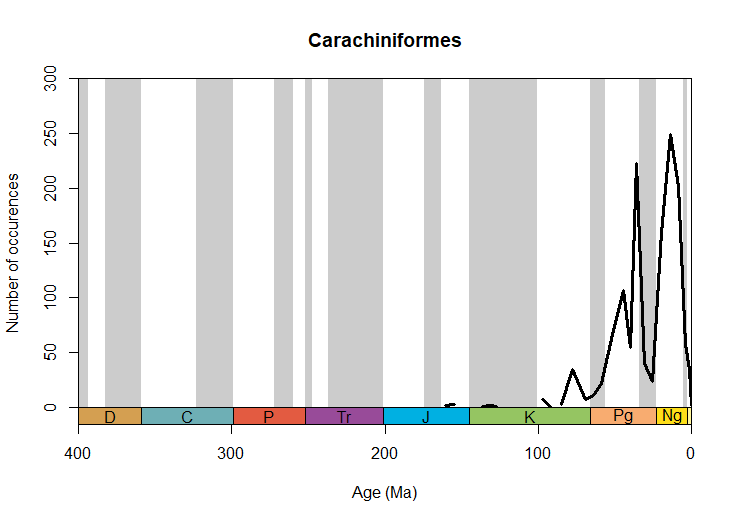 Carachiniformes
Number of occurences
300
250
200
150
100
50
0
D C P Tr J K Pg Ng
400 300 200 100 0
Age (Ma)